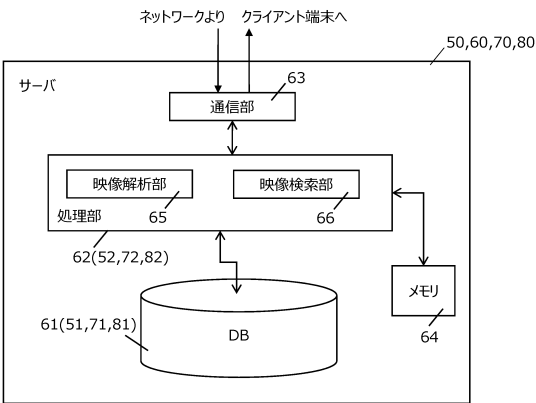 ネットワークより
クライアント端末へ
50,60,70,80
サーバ
63
通信部
映像解析部
映像検索部
処理部
65
66
62(52,72,82)
メモリ
64
61(51,71,81)
DB